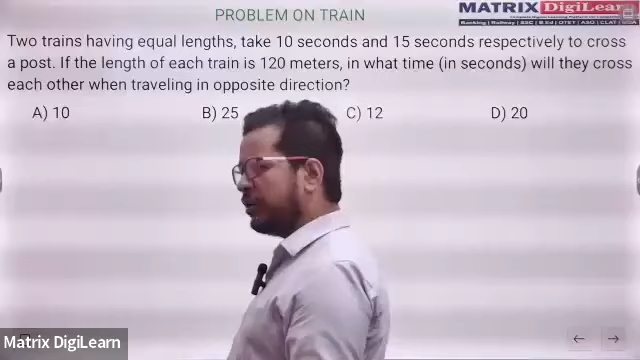 PROBLEM ON TRAIN
MATRIX DigiLearn
Two trains having equal lengths, take 10 seconds and 15 seconds respectively to cross
a post. If the length of each train is 120 meters, in what time (in seconds) will they cross
each other when traveling in opposite direction?
A) 10 B) 25 C) 12 D) 20
Matrix DigiLearn